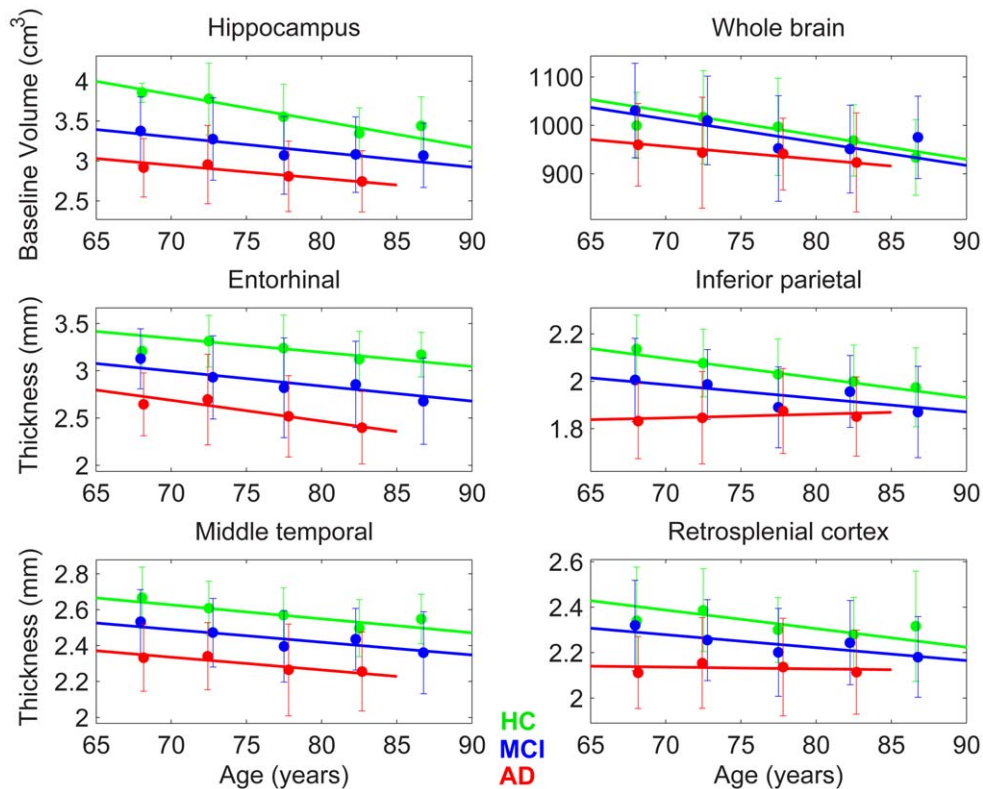 Hippocampus
Whole brain
Baseline Volume (cm³)
4
3.5
3
2.5
65 70 75 80 85 90
1100
1000
900
65 70 75 80 85 90
Entorhinal
Inferior parietal
Thickness (mm)
3.5
3
2.5
2
65 70 75 80 85 90
2.2
2
1.8
65 70 75 80 85 90
Middle temporal
Retrosplenial cortex
Thickness (mm)
2.8
2.6
2.4
2.2
2
65 70 75 80 85 90
Age (years)
2.6
2.4
2.2
2
65 70 75 80 85 90
Age (years)
HC
MCI
AD